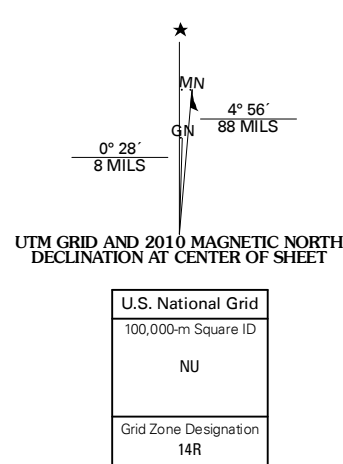 ★
MN
4° 56´
88 MILS
GN
0° 28´
8 MILS
UTM GRID AND 2010 MAGNETIC NORTH
DECLINATION AT CENTER OF SHEET
U.S. National Grid
100,000-m Square ID
NU
Grid Zone Designation
14R